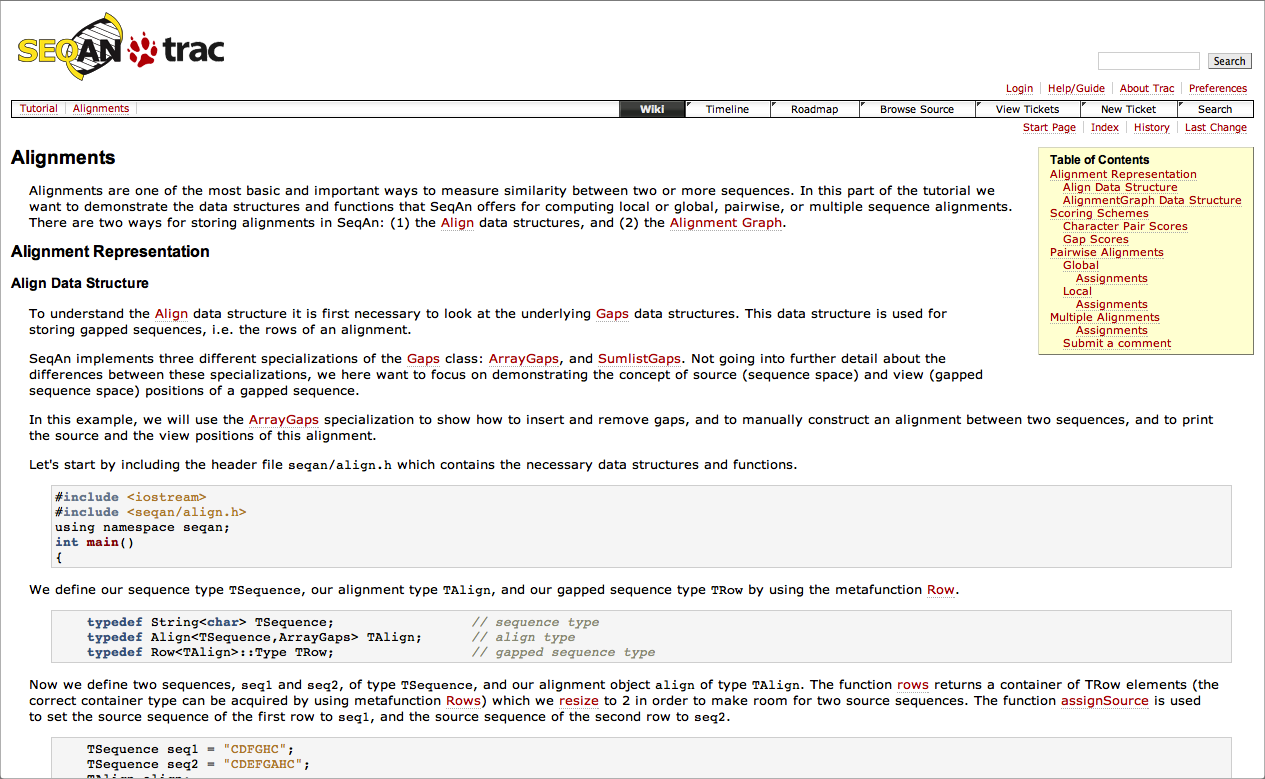 SEQAN trac
Search
Login Help/Guide About Trac Preferences
Tutorial Alignments Wiki Timeline Roadmap Browse Source View Tickets New Ticket Search
Start Page Index History Last Change
Alignments
Alignments are one of the most basic and important ways to measure similarity between two or more sequences. In this part of the tutorial we
want to demonstrate the data structures and functions that SeqAn offers for computing local or global, pairwise, or multiple sequence alignments.
There are two ways for storing alignments in SeqAn: (1) the Align data structures, and (2) the Alignment Graph.
Table of Contents
Alignment Representation
Align Data Structure
AlignmentGraph Data Structure
Scoring Schemes
Character Pair Scores
Gap Scores
Pairwise Alignments
Global
Assignments
Local
Assignments
Multiple Alignments
Assignments
Submit a comment
Alignment Representation
Align Data Structure
To understand the Align data structure it is first necessary to look at the underlying Gaps data structures. This data structure is used for
storing gapped sequences, i.e. the rows of an alignment.
SeqAn implements three different specializations of the Gaps class: ArrayGaps, and SumlistGaps. Not going into further detail about the
differences between these specializations, we here want to focus on demonstrating the concept of source (sequence space) and view (gapped
sequence space) positions of a gapped sequence.
In this example, we will use the ArrayGaps specialization to show how to insert and remove gaps, and to manually construct an alignment between two sequences, and to print
the source and the view positions of this alignment.
Let's start by including the header file seqan/align.h which contains the necessary data structures and functions.
#include <iostream>
#include <seqan/align.h>
using namespace seqan;
int main()
{
We define our sequence type TSequence, our alignment type TAlign, and our gapped sequence type TRow by using the metafunction Row.
typedef String<char> TSequence; // sequence type
typedef Align<TSequence,ArrayGaps> TAlign; // align type
typedef Row<TAlign>::Type TRow; // gapped sequence type
Now we define two sequences, seq1 and seq2, of type TSequence, and our alignment object align of type TAlign. The function rows returns a container of TRow elements (the
correct container type can be acquired by using metafunction Rows) which we resize to 2 in order to make room for two source sequences. The function assignSource is used
to set the source sequence of the first row to seq1, and the source sequence of the second row to seq2.
TSequence seq1 = "CDFGHC";
TSequence seq2 = "CDEFGAHC";
TAlign align;